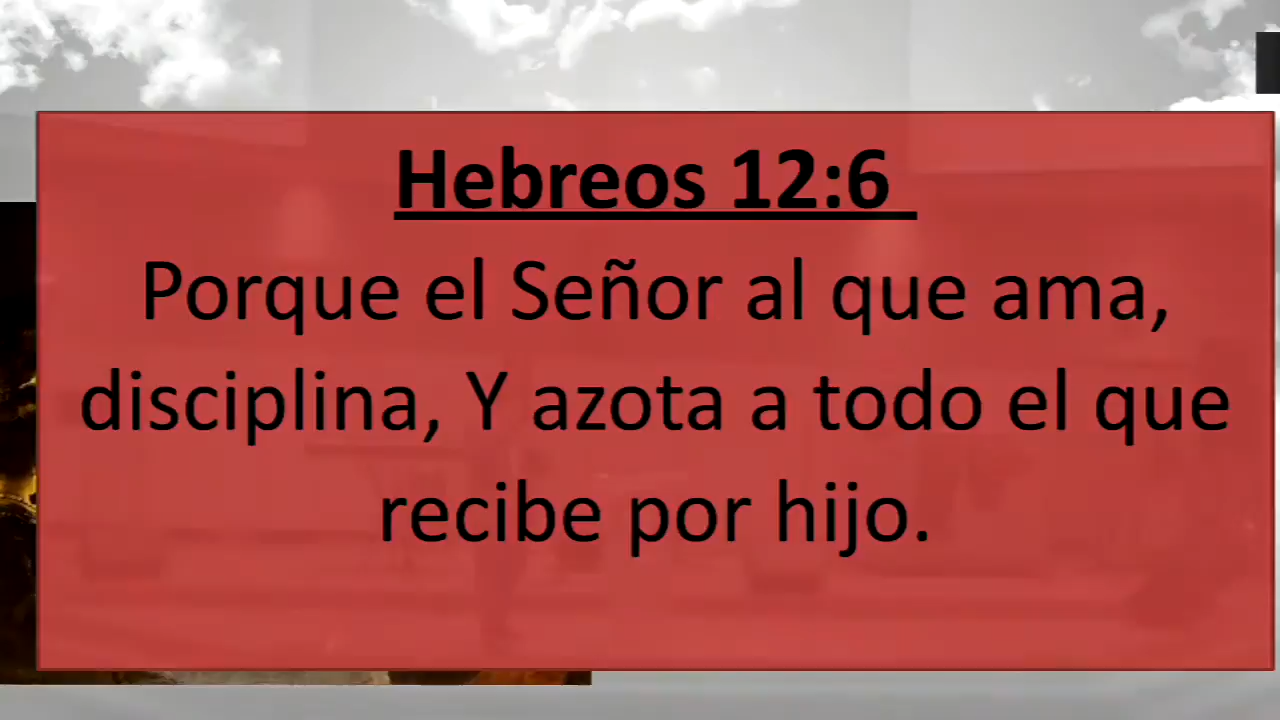 Hebreos 12:6
Porque el Señor al que ama,
disciplina, Y azota a todo el que
recibe por hijo.